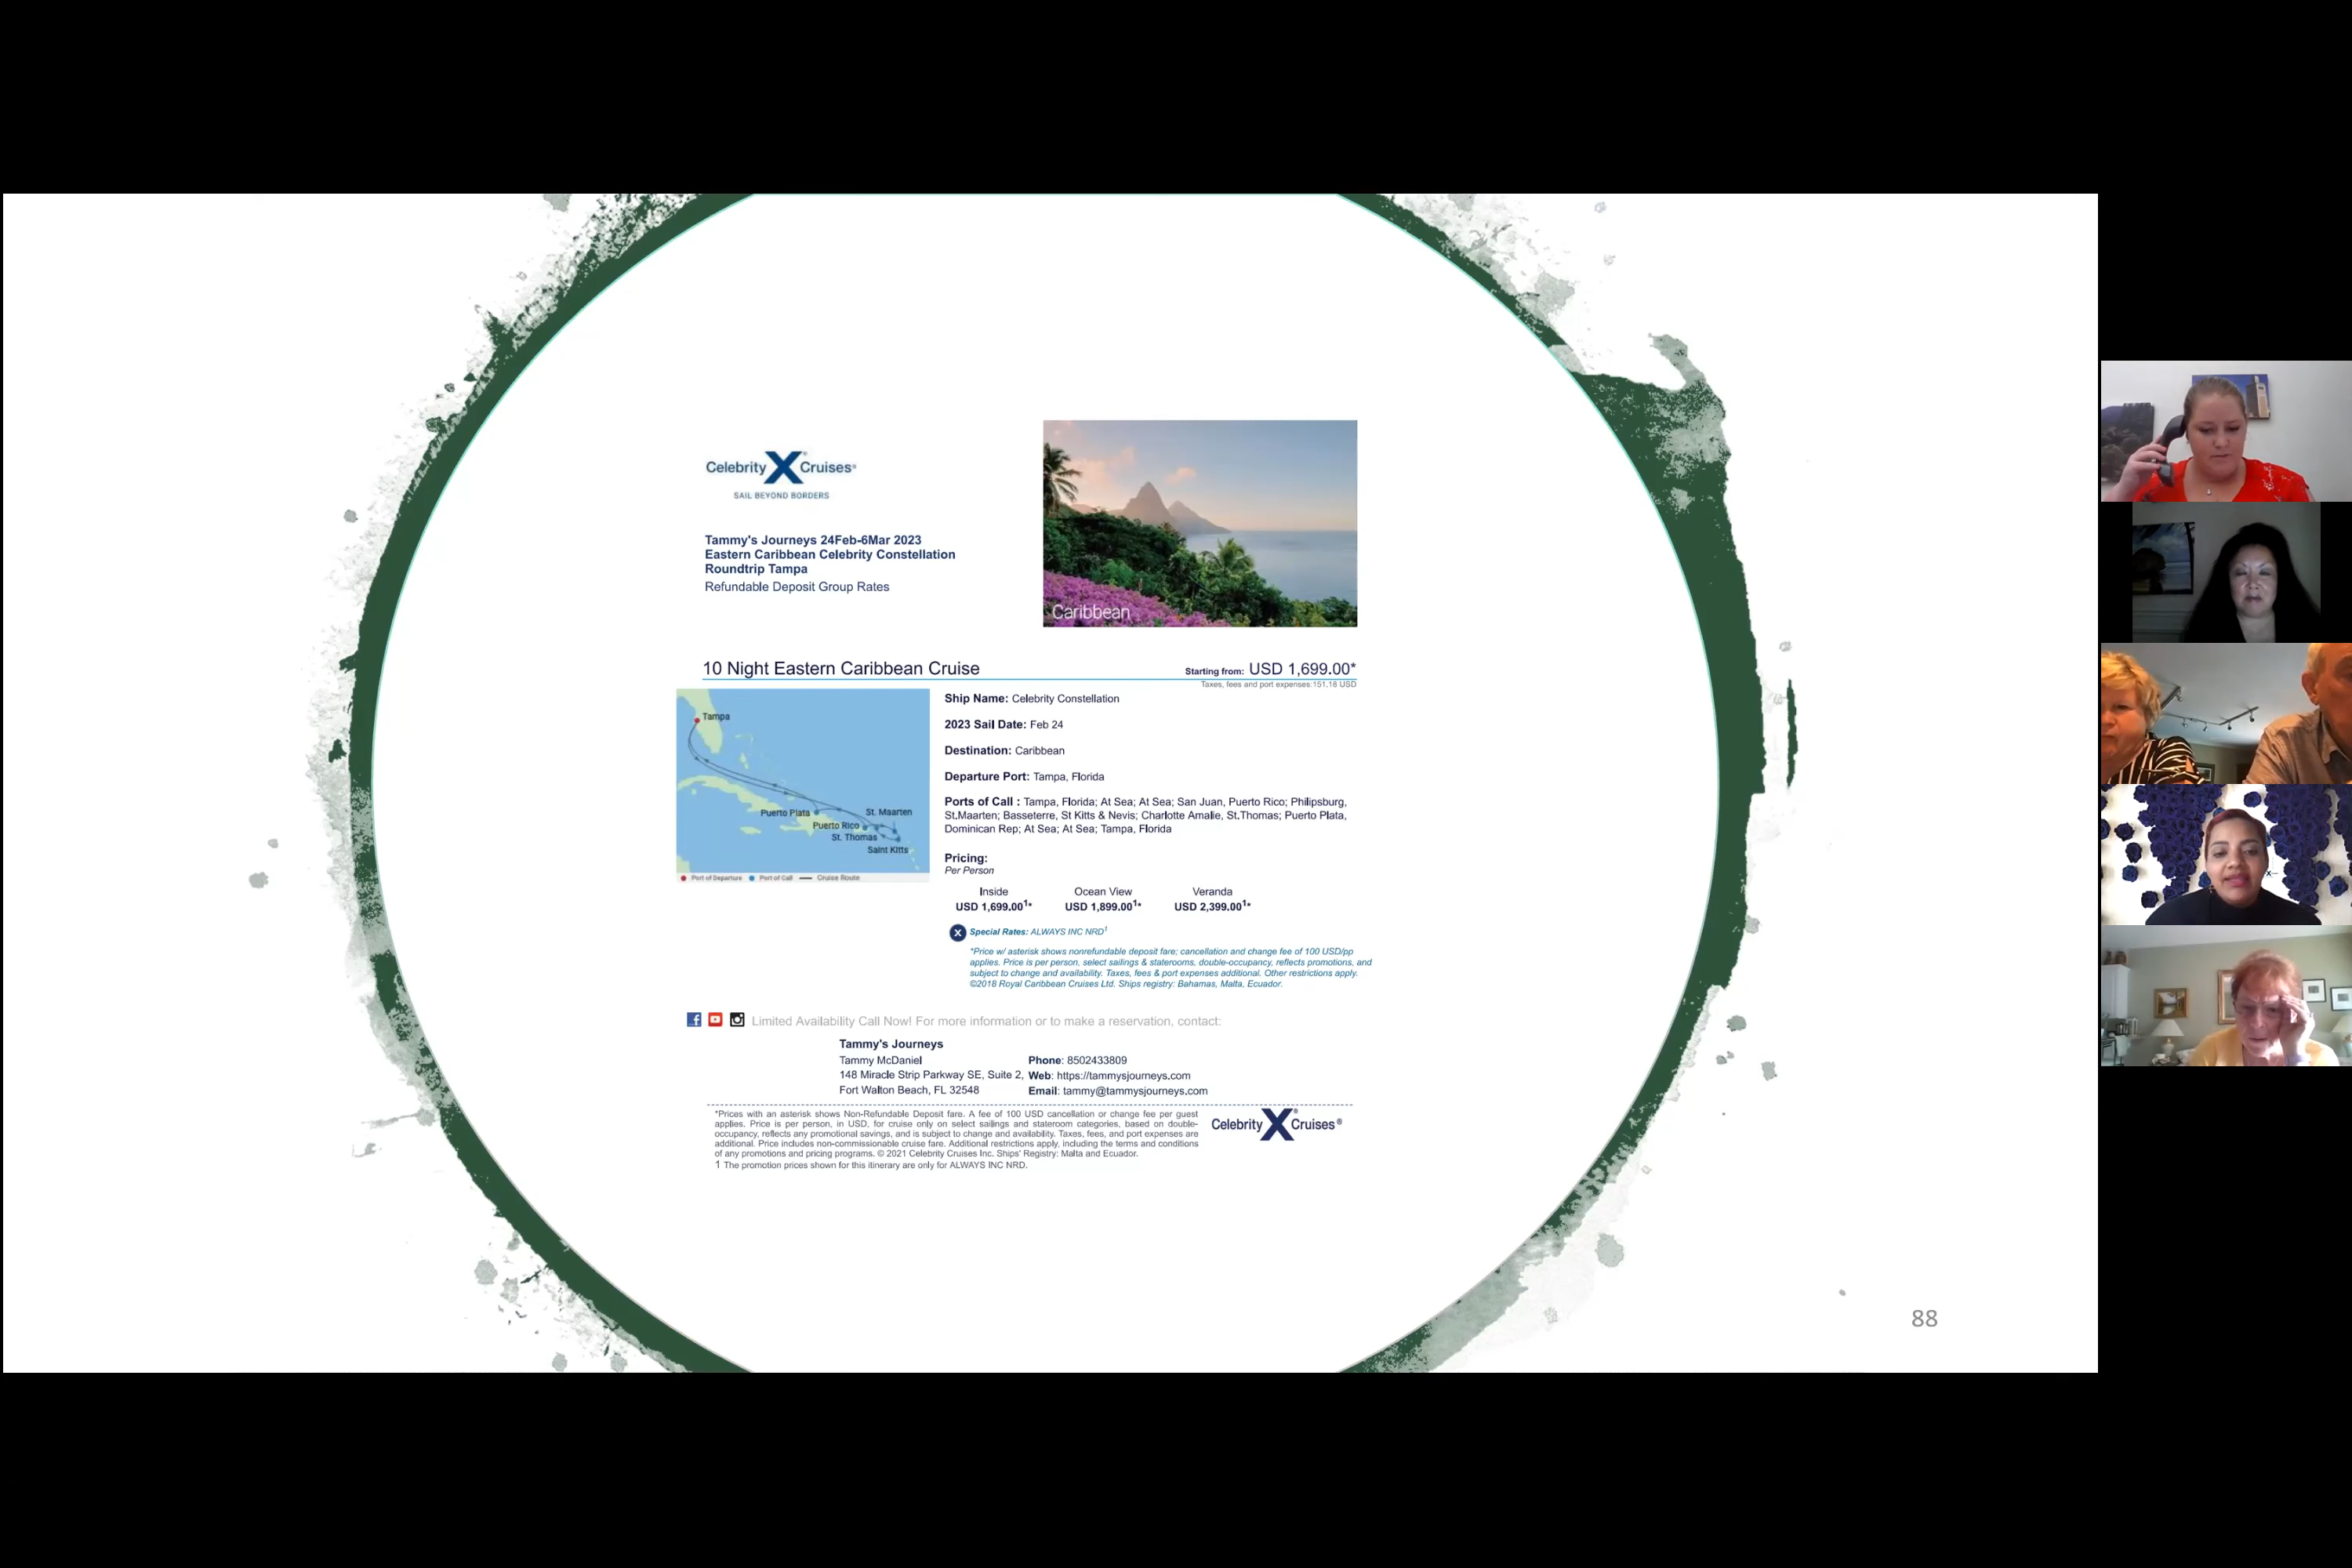 Celebrity X Cruises®
SAIL BEYOND BORDERS
Tammy's Journeys 24Feb-6Mar 2023
Eastern Caribbean Celebrity Constellation
Roundtrip Tampa
Refundable Deposit Group Rates
Caribbean
10 Night Eastern Caribbean Cruise
Starting from: USD 1,699.00*
Taxes, fees and port expenses:151.16 USD
Tampa
Puerto Plata
St. Maarten
Puerto Rico
St. Thomas
Saint Kitts
Port of Departure Port of Call Cruise Route
Ship Name: Celebrity Constellation
2023 Sail Date: Feb 24
Destination: Caribbean
Departure Port: Tampa, Florida
Ports of Call : Tampa, Florida; At Sea; At Sea; San Juan, Puerto Rico; Philipsburg,
St.Maarten; Basseterre, St Kitts & Nevis; Charlotte Amalie, St.Thomas; Puerto Plata,
Dominican Rep; At Sea; At Sea; Tampa, Florida
Pricing:
Per Person
Inside Ocean View Veranda
USD 1,699.00¹* USD 1,899.00¹* USD 2,399.00¹*
X Special Rates: ALWAYS INC NRD¹
*Price w/ asterisk shows nonrefundable deposit fare; cancellation and change fee of 100 USD/pp
applies. Price is per person, select sailings & staterooms, double-occupancy, reflects promotions, and
subject to change and availability. Taxes, fees & port expenses additional. Other restrictions apply.
©2018 Royal Caribbean Cruises Ltd. Ships registry: Bahamas, Malta, Ecuador.
Limited Availability Call Now! For more information or to make a reservation, contact:
Tammy's Journeys
Tammy McDaniel Phone: 8502433809
148 Miracle Strip Parkway SE, Suite 2, Web: https://tammysjourneys.com
Fort Walton Beach, FL 32548 Email: tammy@tammysjourneys.com
*Prices with an asterisk shows Non-Refundable Deposit fare. A fee of 100 USD cancellation or change fee per guest
applies. Price is per person, in USD, for cruise only on select sailings and stateroom categories, based on double-
occupancy, reflects any promotional savings, and is subject to change and availability. Taxes, fees, and port expenses are
additional. Price includes non-commissionable cruise fare. Additional restrictions apply, including the terms and conditions
of any promotions and pricing programs. © 2021 Celebrity Cruises Inc. Ships' Registry: Malta and Ecuador.
1 The promotion prices shown for this itinerary are only for ALWAYS INC NRD.
Celebrity X Cruises®
88